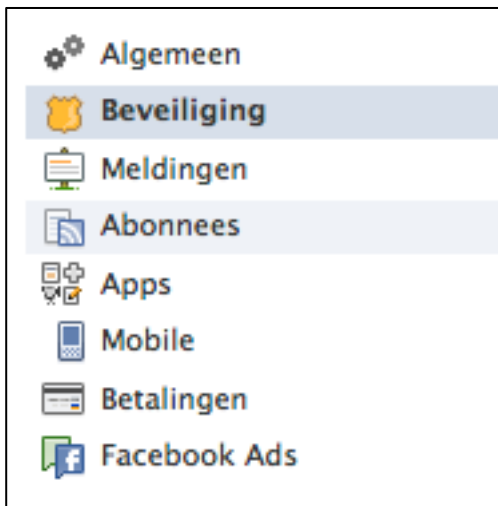 Algemeen
Beveiliging
Meldingen
Abonnees
Apps
Mobile
Betalingen
Facebook Ads